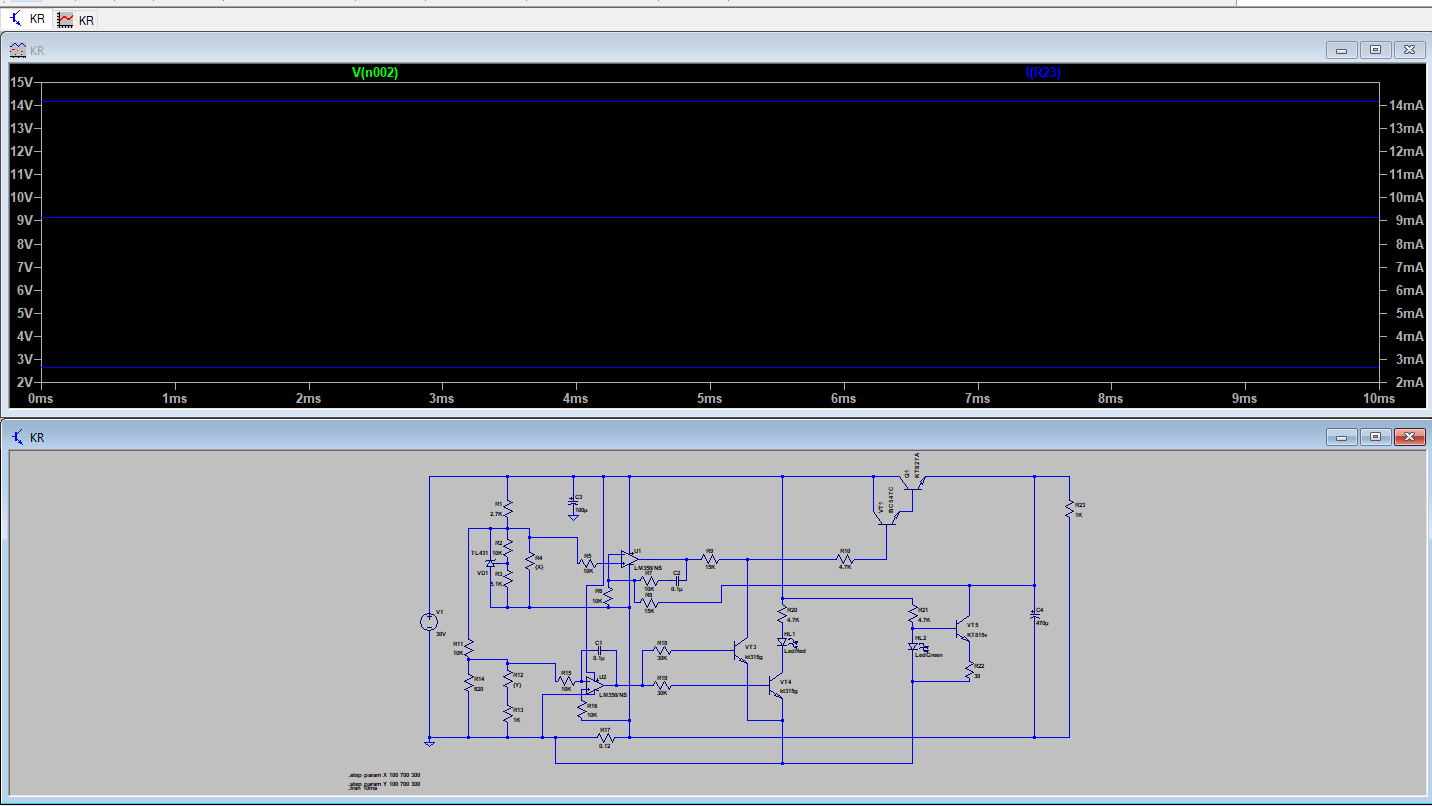 KR
KR
KR
V(n002)
I(R23)
15V
14V
13V
12V
11V
10V
9V
8V
7V
6V
5V
4V
3V
2V
14mA
13mA
12mA
11mA
10mA
9mA
8mA
7mA
6mA
5mA
4mA
3mA
2mA
0ms 1ms 2ms 3ms 4ms 5ms 6ms 7ms 8ms 9ms 10ms
KR
Q1
KT827A
VT1
BC547C
R1
2.7K
C3
100µ
R23
1K
TL431
VD1
R2
10K
R3
5.1K
R4
{X}
R5
10K
U1
LM358/NS
R9
15K
R10
4.7K
R7
10K
C2
0.1µ
R6
10K
R8
15K
V1
30V
R20
4.7K
R21
4.7K
VT5
KT815v
C4
470µ
HL1
LedRed
HL2
LedGreen
R11
10K
C1
0.1µ
R18
30K
VT3
kt315g
R22
30
R14
620
R12
{Y}
R15
10K
U2
LM358/NS
R19
30K
VT4
kt315g
R13
1K
R16
10K
R17
0.12
.step param X 100 700 300
.step param Y 100 700 300
.tran 10ms